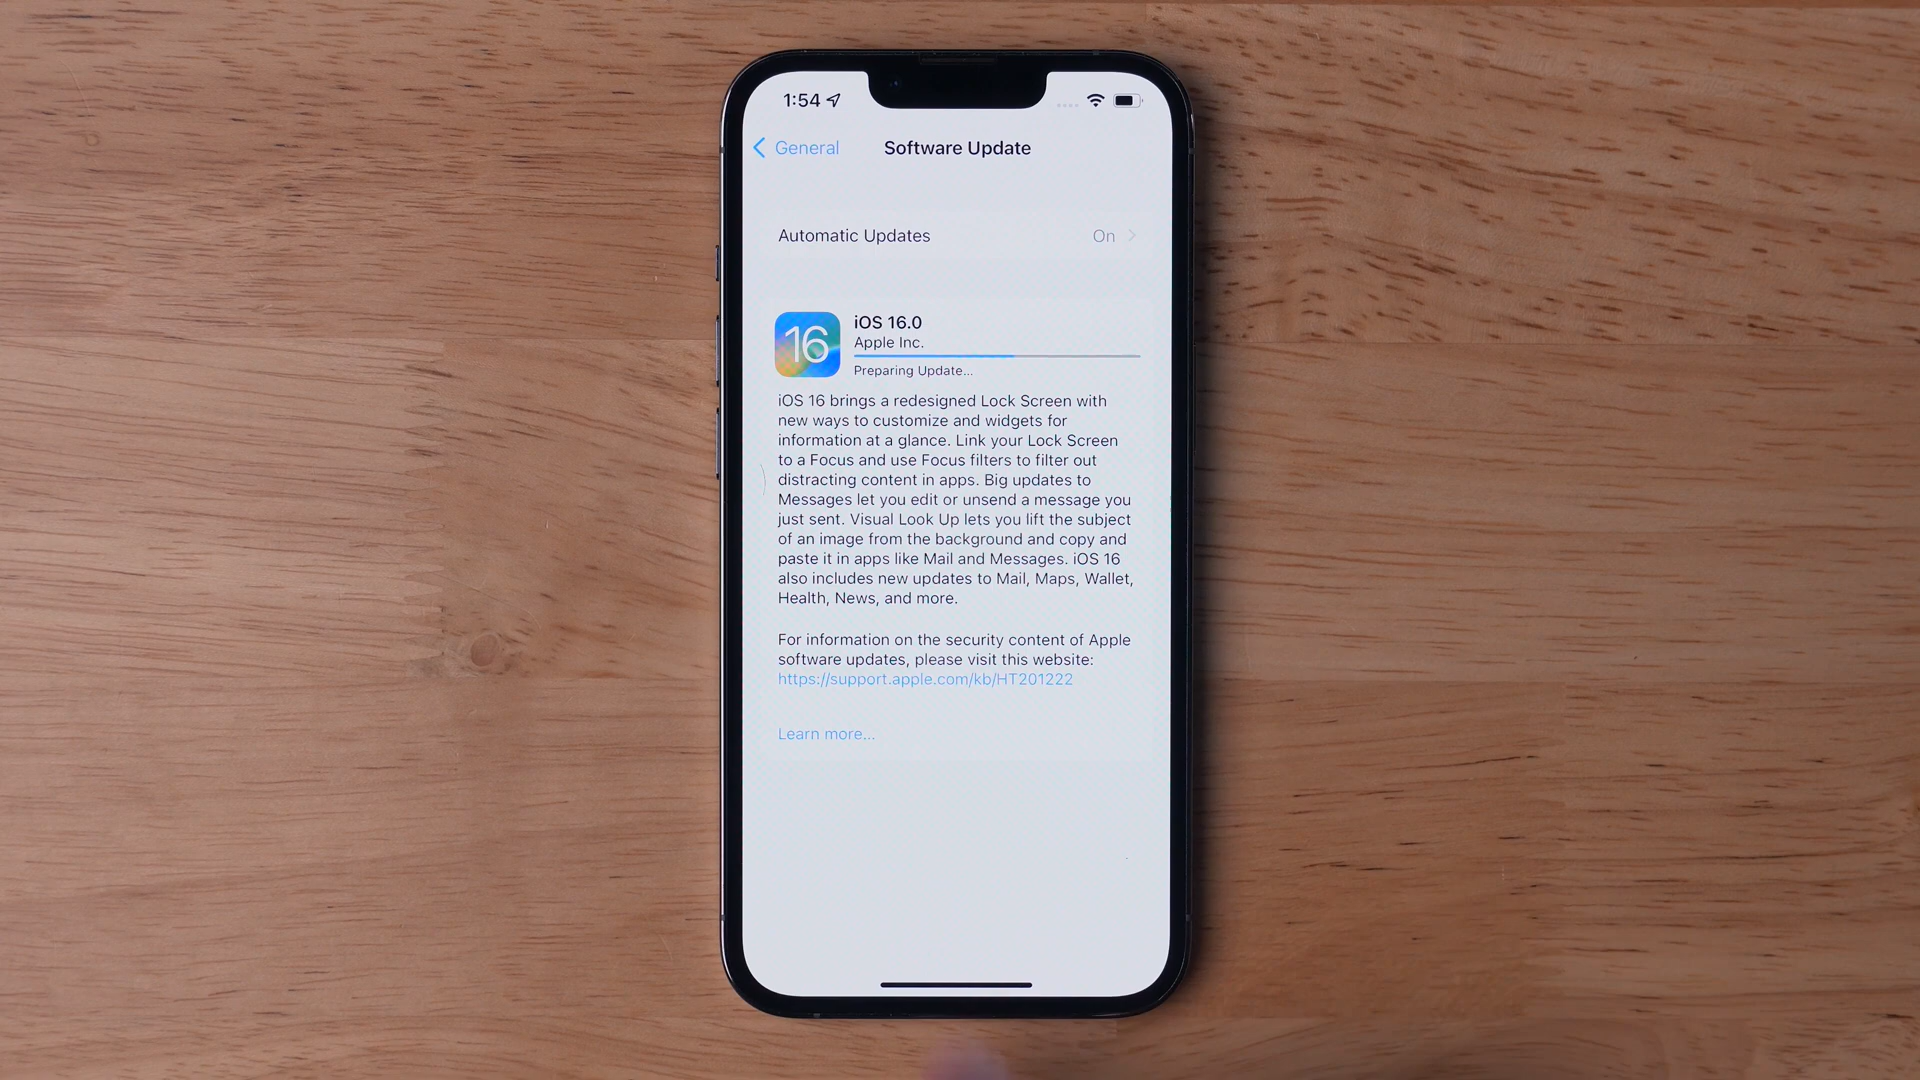 1:54
General
Software Update
Automatic Updates
On
16
iOS 16.0
Apple Inc.
Preparing Update...
iOS 16 brings a redesigned Lock Screen with
new ways to customize and widgets for
information at a glance. Link your Lock Screen
to a Focus and use Focus filters to filter out
distracting content in apps. Big updates to
Messages let you edit or unsend a message you
just sent. Visual Look Up lets you lift the subject
of an image from the background and copy and
paste it in apps like Mail and Messages. iOS 16
also includes new updates to Mail, Maps, Wallet,
Health, News, and more.
For information on the security content of Apple
software updates, please visit this website:
https://support.apple.com/kb/HT201222
Learn more...